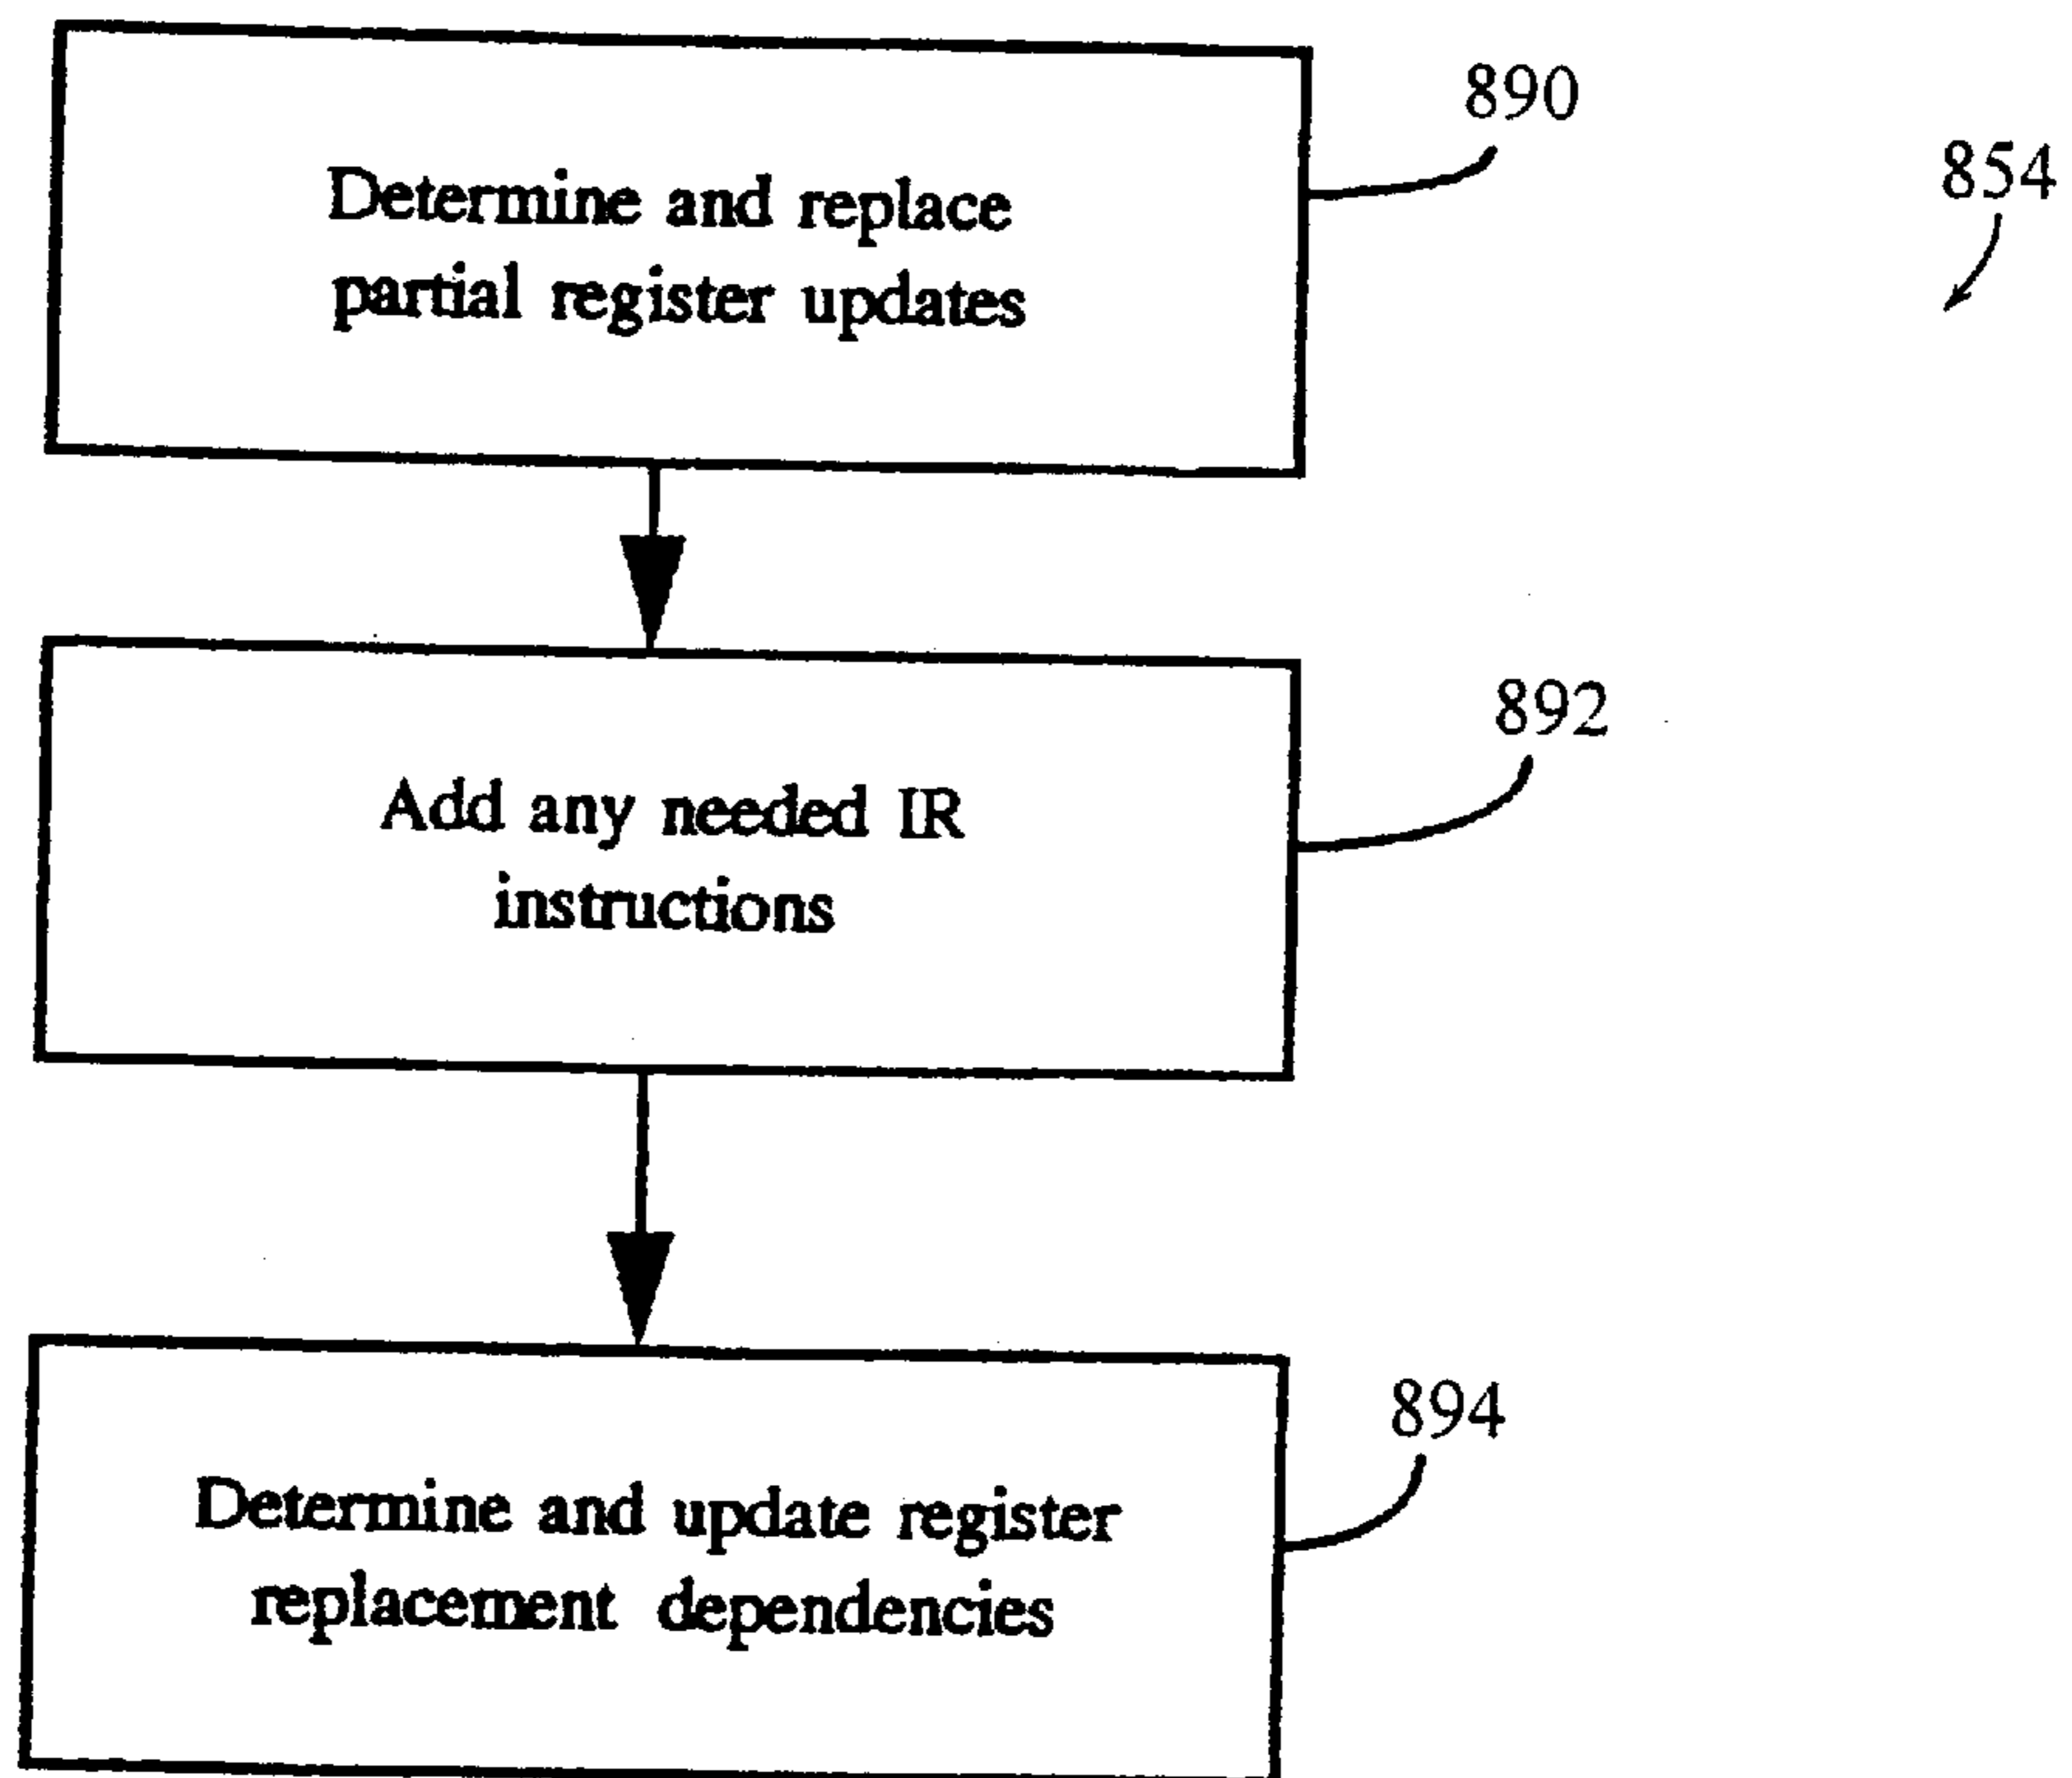 890
854
Determine and replace
partial register updates
892
Add any needed IR
instructions
894
Determine and update register
replacement dependencies